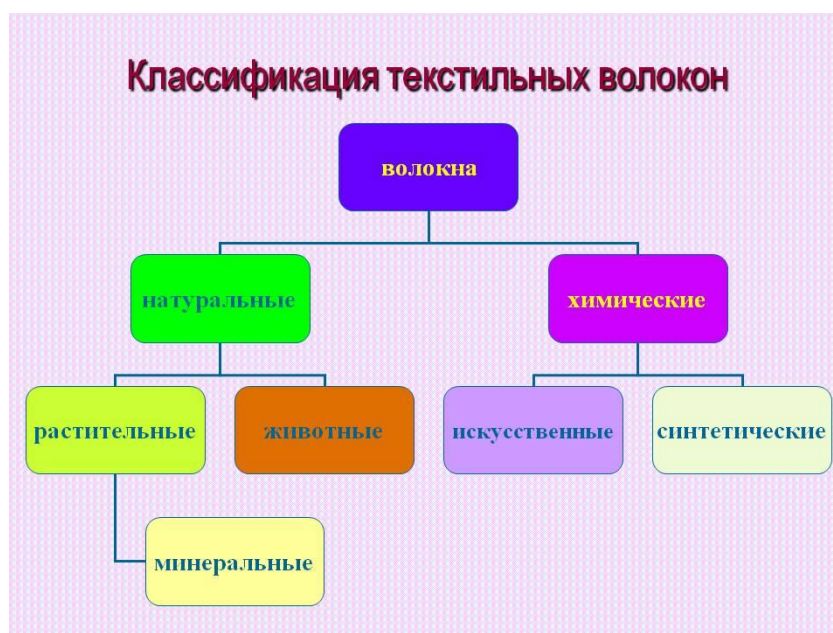 Классификация текстильных волокон
волокна
натуральные
химические
растительные
животные
искусственные
синтетические
минеральные